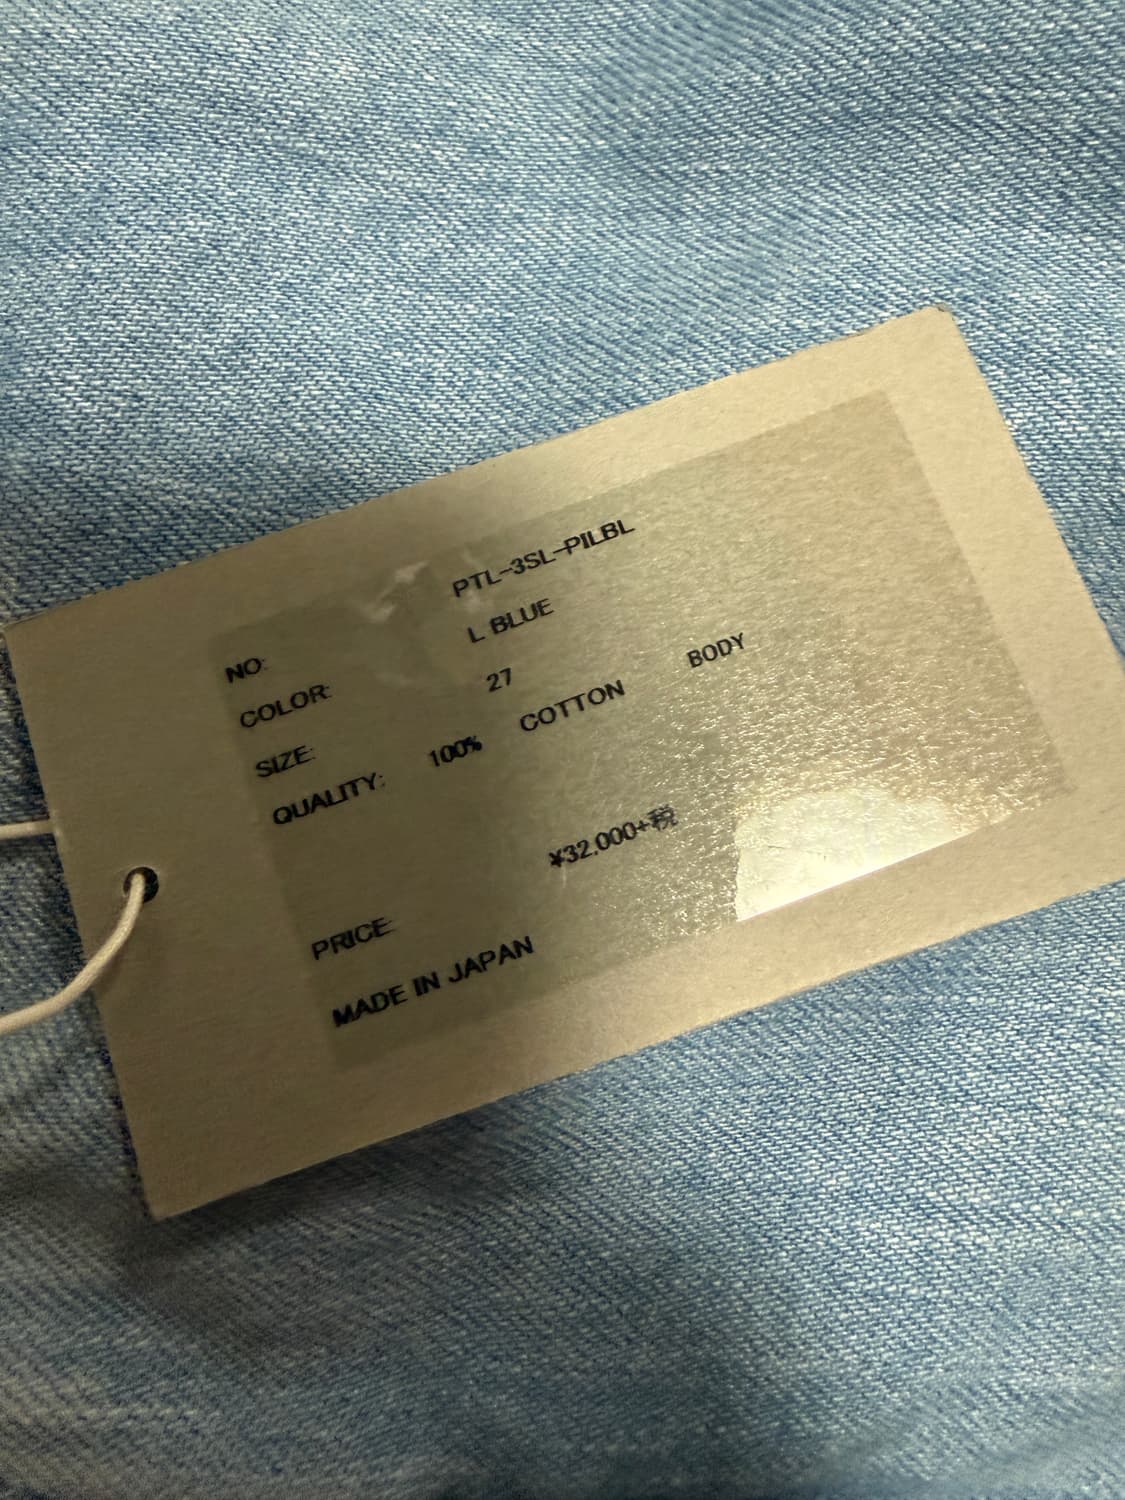 NO: PTL-3SL-PILBL
COLOR: L BLUE
SIZE: 27
QUALITY: 100% COTTON BODY
PRICE: ¥32,000+税
MADE IN JAPAN